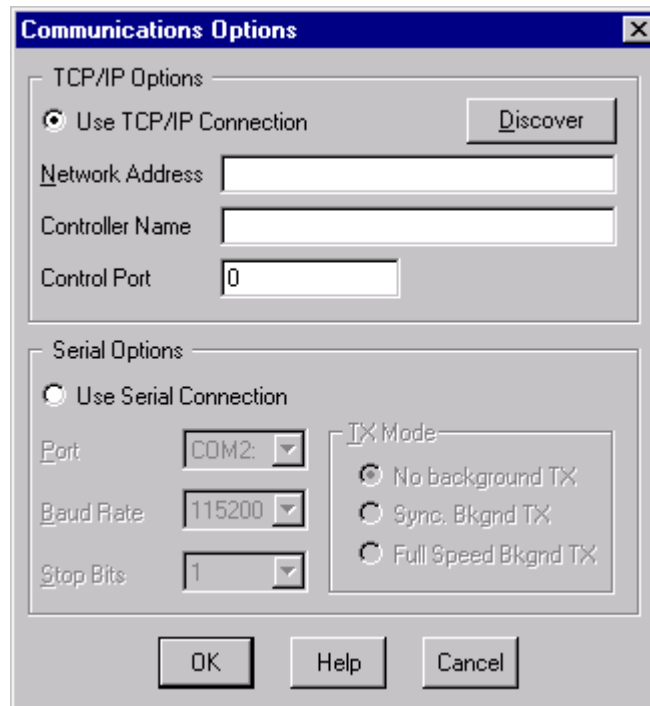 Communications Options
TCP/IP Options
Use TCP/IP Connection
Discover
Network Address
Controller Name
Control Port 0
Serial Options
Use Serial Connection
Port COM2:
Baud Rate 115200
Stop Bits 1
TX Mode
No background TX
Sync. Bkgnd TX
Full Speed Bkgnd TX
OK Help Cancel